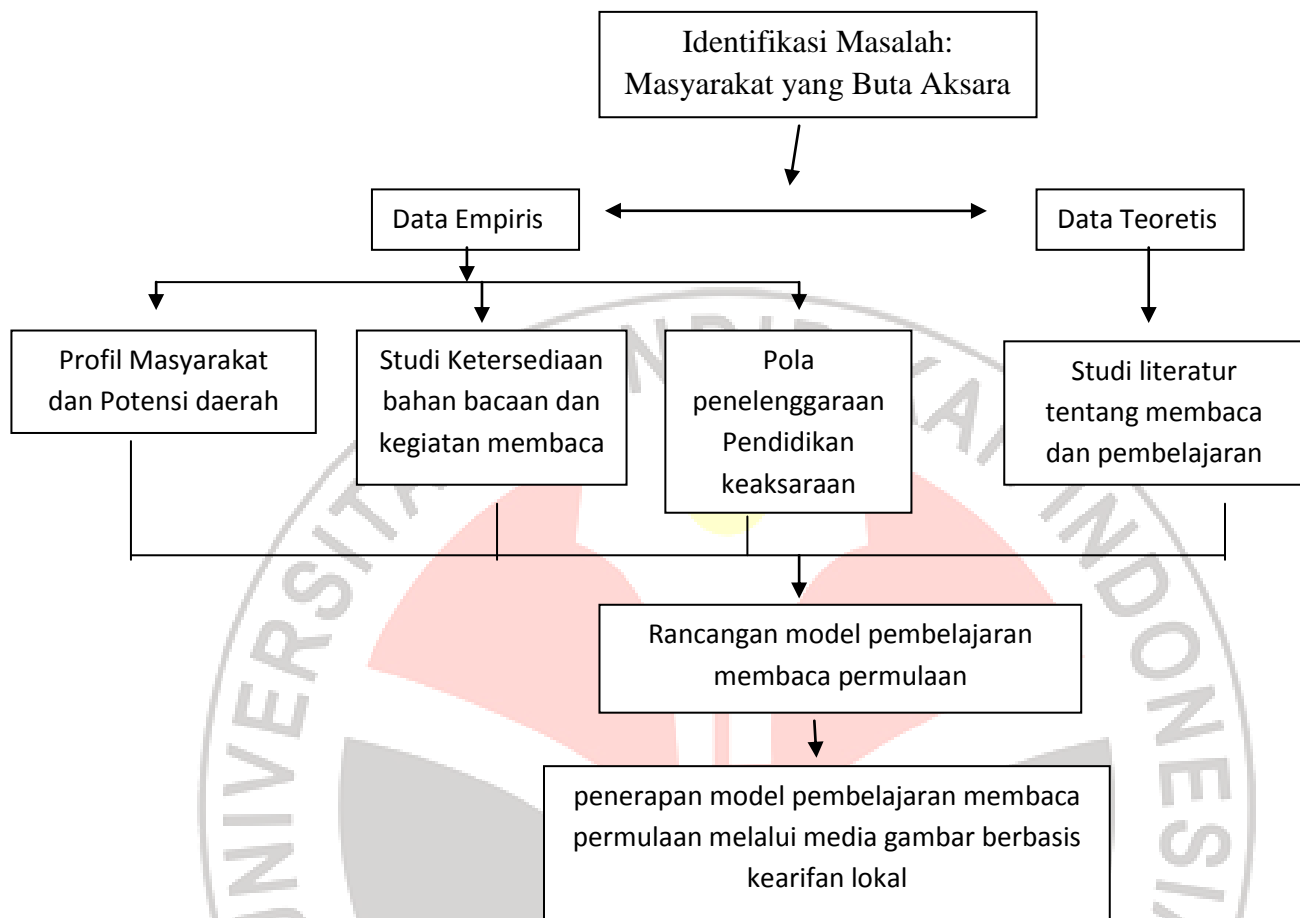 Identifikasi Masalah:
Masyarakat yang Buta Aksara
Data Empiris
Data Teoretis
Profil Masyarakat
dan Potensi daerah
Studi Ketersediaan
bahan bacaan dan
kegiatan membaca
Pola
penelenggaraan
Pendidikan
keaksaraan
Studi literatur
tentang membaca
dan pembelajaran
Rancangan model pembelajaran
membaca permulaan
penerapan model pembelajaran membaca
permulaan melalui media gambar berbasis
kearifan lokal